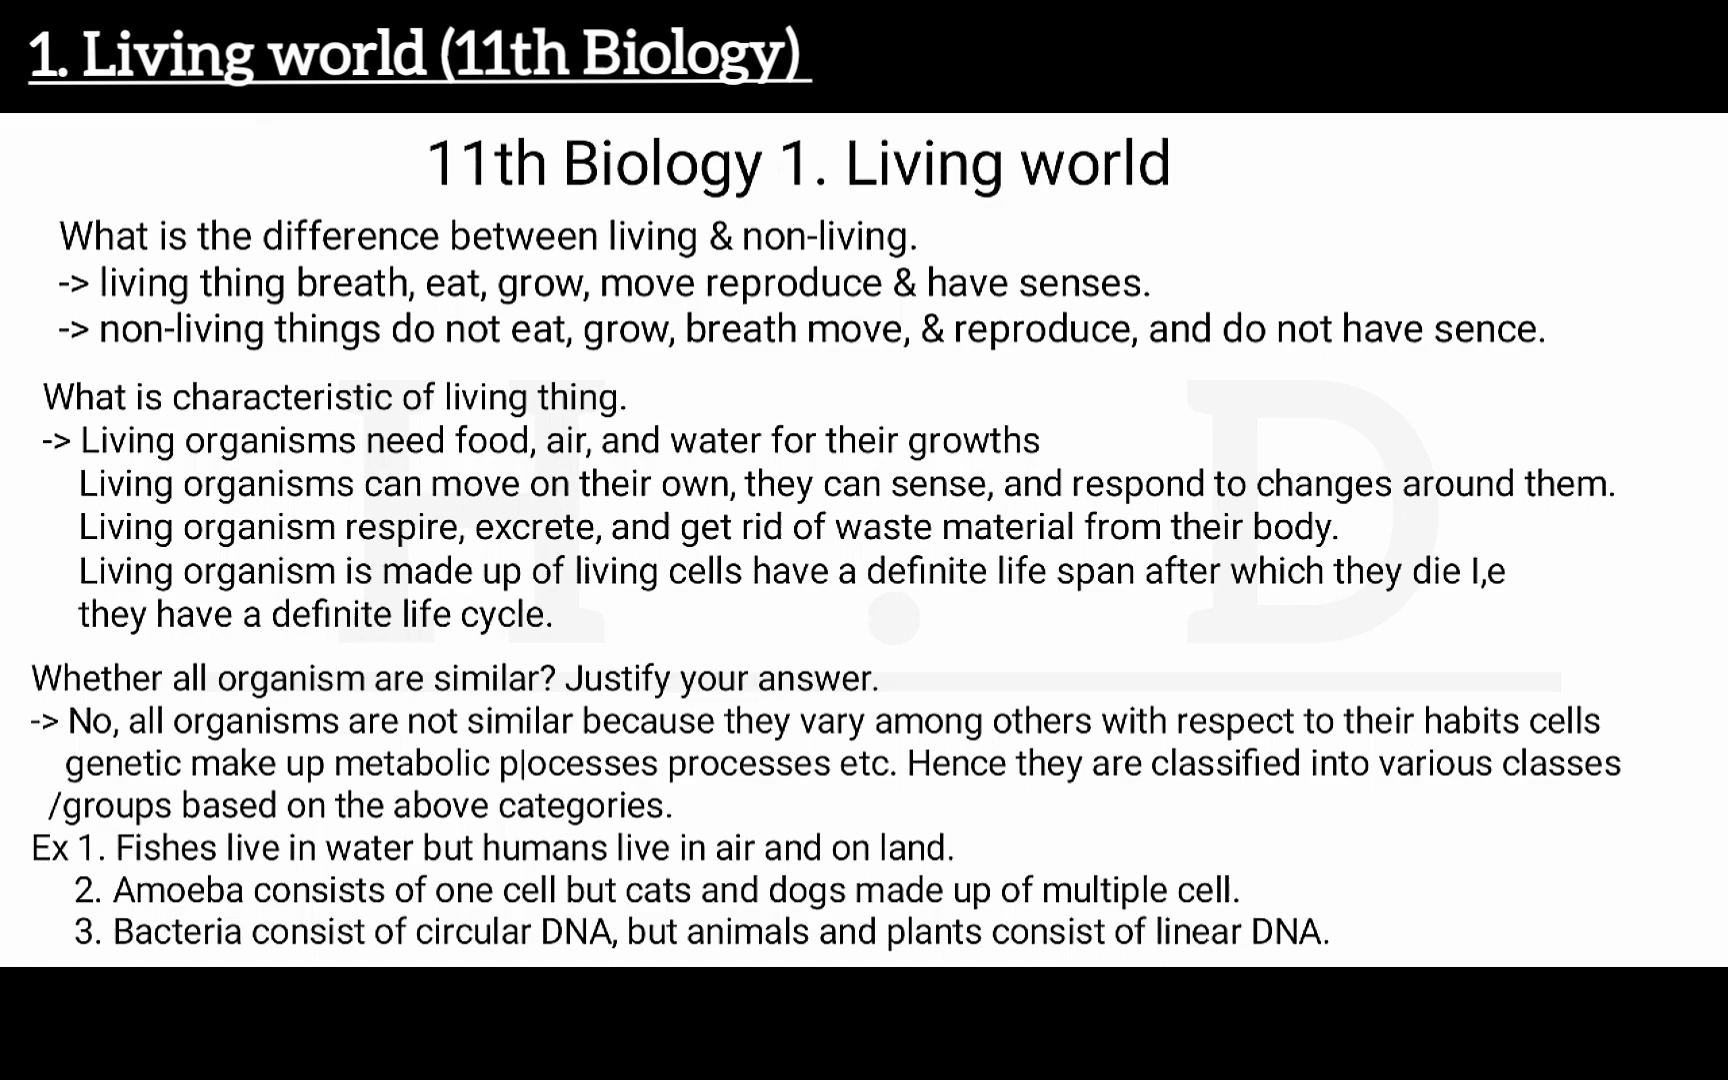 1. Living world (11th Biology)
11th Biology 1. Living world
What is the difference between living & non-living.
-> living thing breath, eat, grow, move reproduce & have senses.
-> non-living things do not eat, grow, breath move, & reproduce, and do not have sence.
What is characteristic of living thing.
-> Living organisms need food, air, and water for their growths
Living organisms can move on their own, they can sense, and respond to changes around them.
Living organism respire, excrete, and get rid of waste material from their body.
Living organism is made up of living cells have a definite life span after which they die I,e
they have a definite life cycle.
Whether all organism are similar? Justify your answer.
-> No, all organisms are not similar because they vary among others with respect to their habits cells
genetic make up metabolic p|ocesses processes etc. Hence they are classified into various classes
/groups based on the above categories.
Ex 1. Fishes live in water but humans live in air and on land.
2. Amoeba consists of one cell but cats and dogs made up of multiple cell.
3. Bacteria consist of circular DNA, but animals and plants consist of linear DNA.
H . D